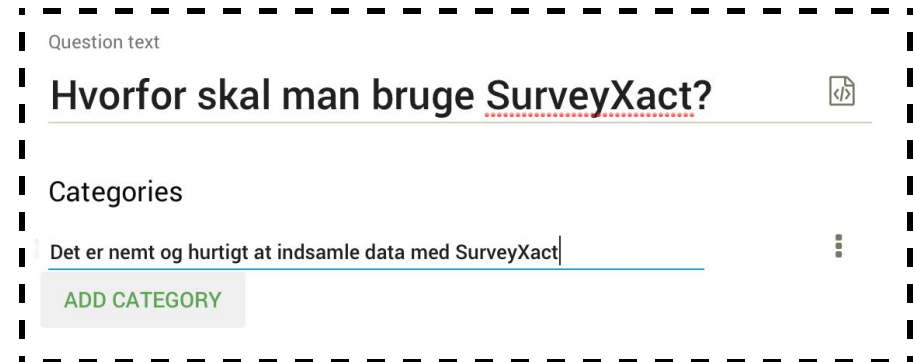 Question text
Hvorfor skal man bruge SurveyXact?
</>
Categories
Det er nemt og hurtigt at indsamle data med SurveyXact
ADD CATEGORY